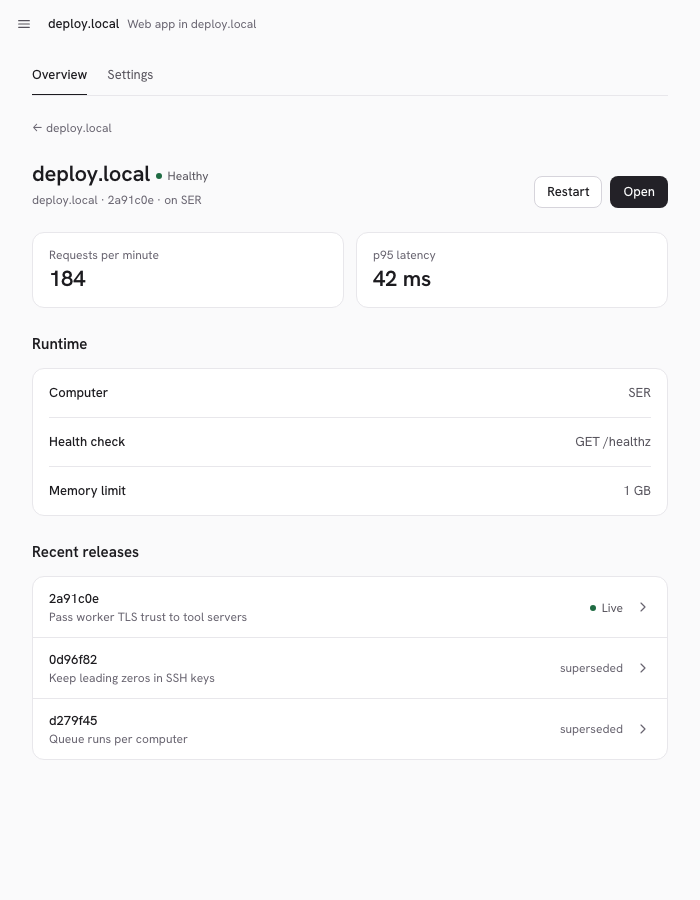 deploy.local Web app in deploy.local
Overview Settings
← deploy.local
deploy.local Healthy
deploy.local · 2a91c0e · on SER
Restart Open
Requests per minute
184
p95 latency
42 ms
Runtime
Computer SER
Health check GET /healthz
Memory limit 1 GB
Recent releases
2a91c0e
Pass worker TLS trust to tool servers
Live
0d96f82
Keep leading zeros in SSH keys
superseded
d279f45
Queue runs per computer
superseded